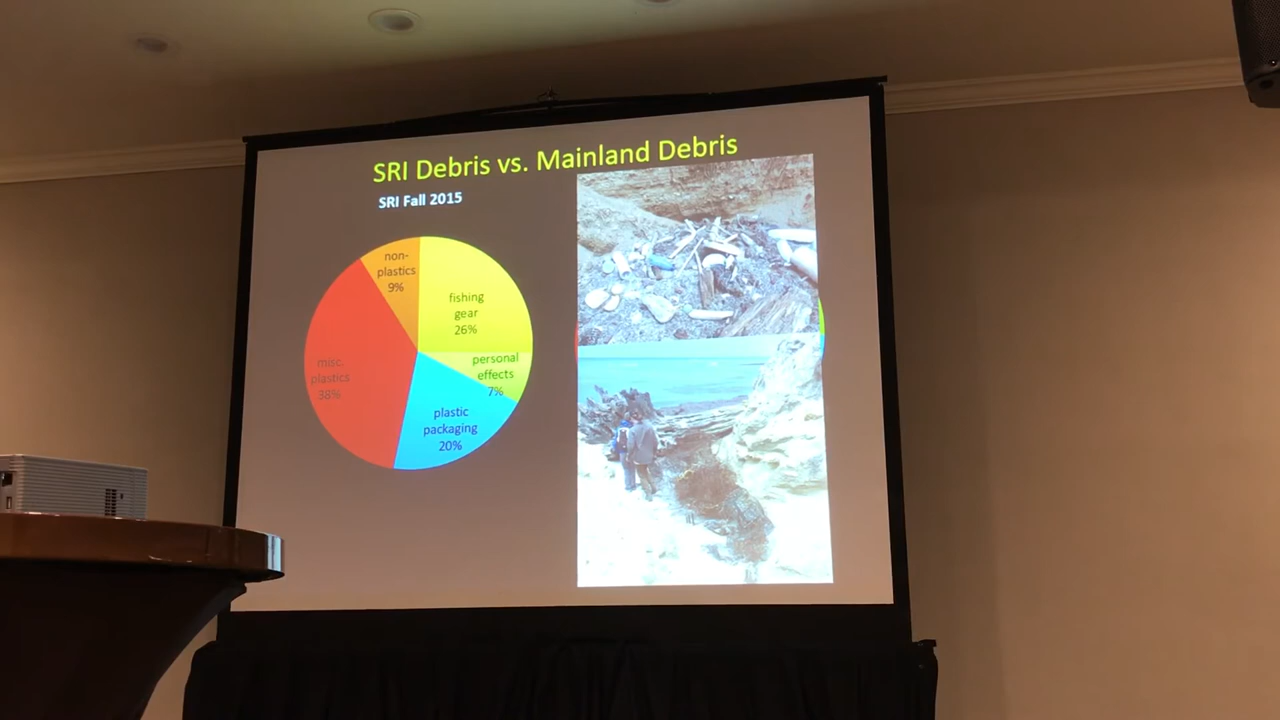 SRI Debris vs. Mainland Debris
SRI Fall 2015
non-
plastics
9%
fishing
gear
26%
personal
effects
7%
plastic
packaging
20%
misc.
plastics
38%